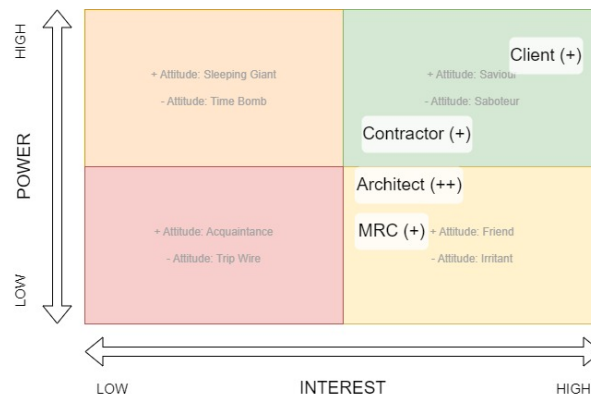 HIGH
POWER
LOW
+ Attitude: Sleeping Giant
- Attitude: Time Bomb
Client (+)
+ Attitude: Saviour
- Attitude: Saboteur
Contractor (+)
Architect (++)
MRC (+)
+ Attitude: Acquaintance
- Attitude: Trip Wire
+ Attitude: Friend
- Attitude: Irritant
LOW
INTEREST
HIGH